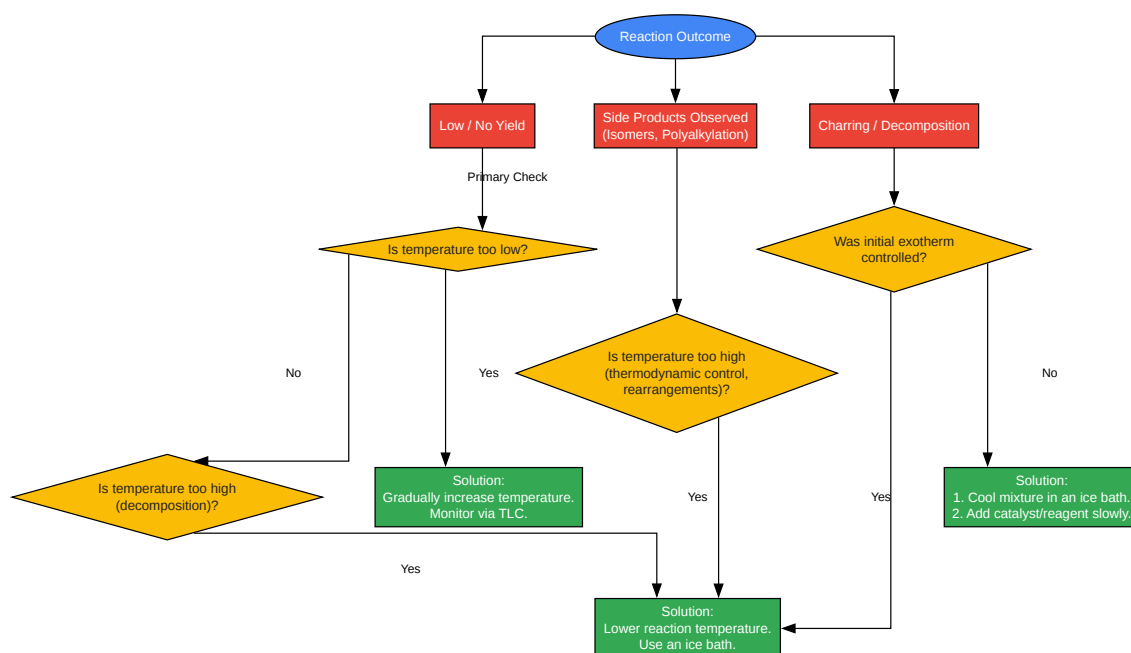 Reaction Outcome
Low / No Yield
Side Products Observed
(Isomers, Polyalkylation)
Charring / Decomposition
Primary Check
Is temperature too low?
Was initial exotherm
controlled?
Is temperature too high
(thermodynamic control,
rearrangements)?
No
Yes
No
Is temperature too high
(decomposition)?
Solution:
Gradually increase temperature.
Monitor via TLC.
Yes
Yes
Solution:
1. Cool mixture in an ice bath.
2. Add catalyst/reagent slowly.
Yes
Solution:
Lower reaction temperature.
Use an ice bath.